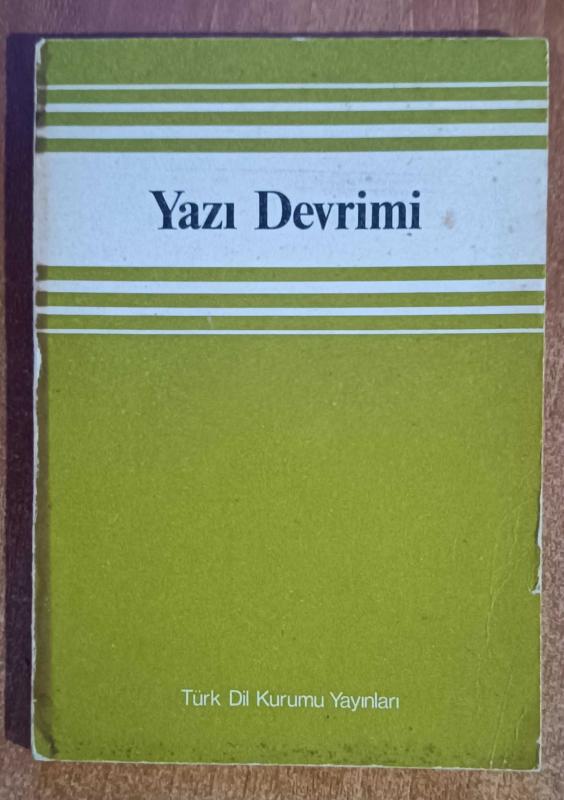 Yazı Devrimi
Türk Dil Kurumu Yayınları